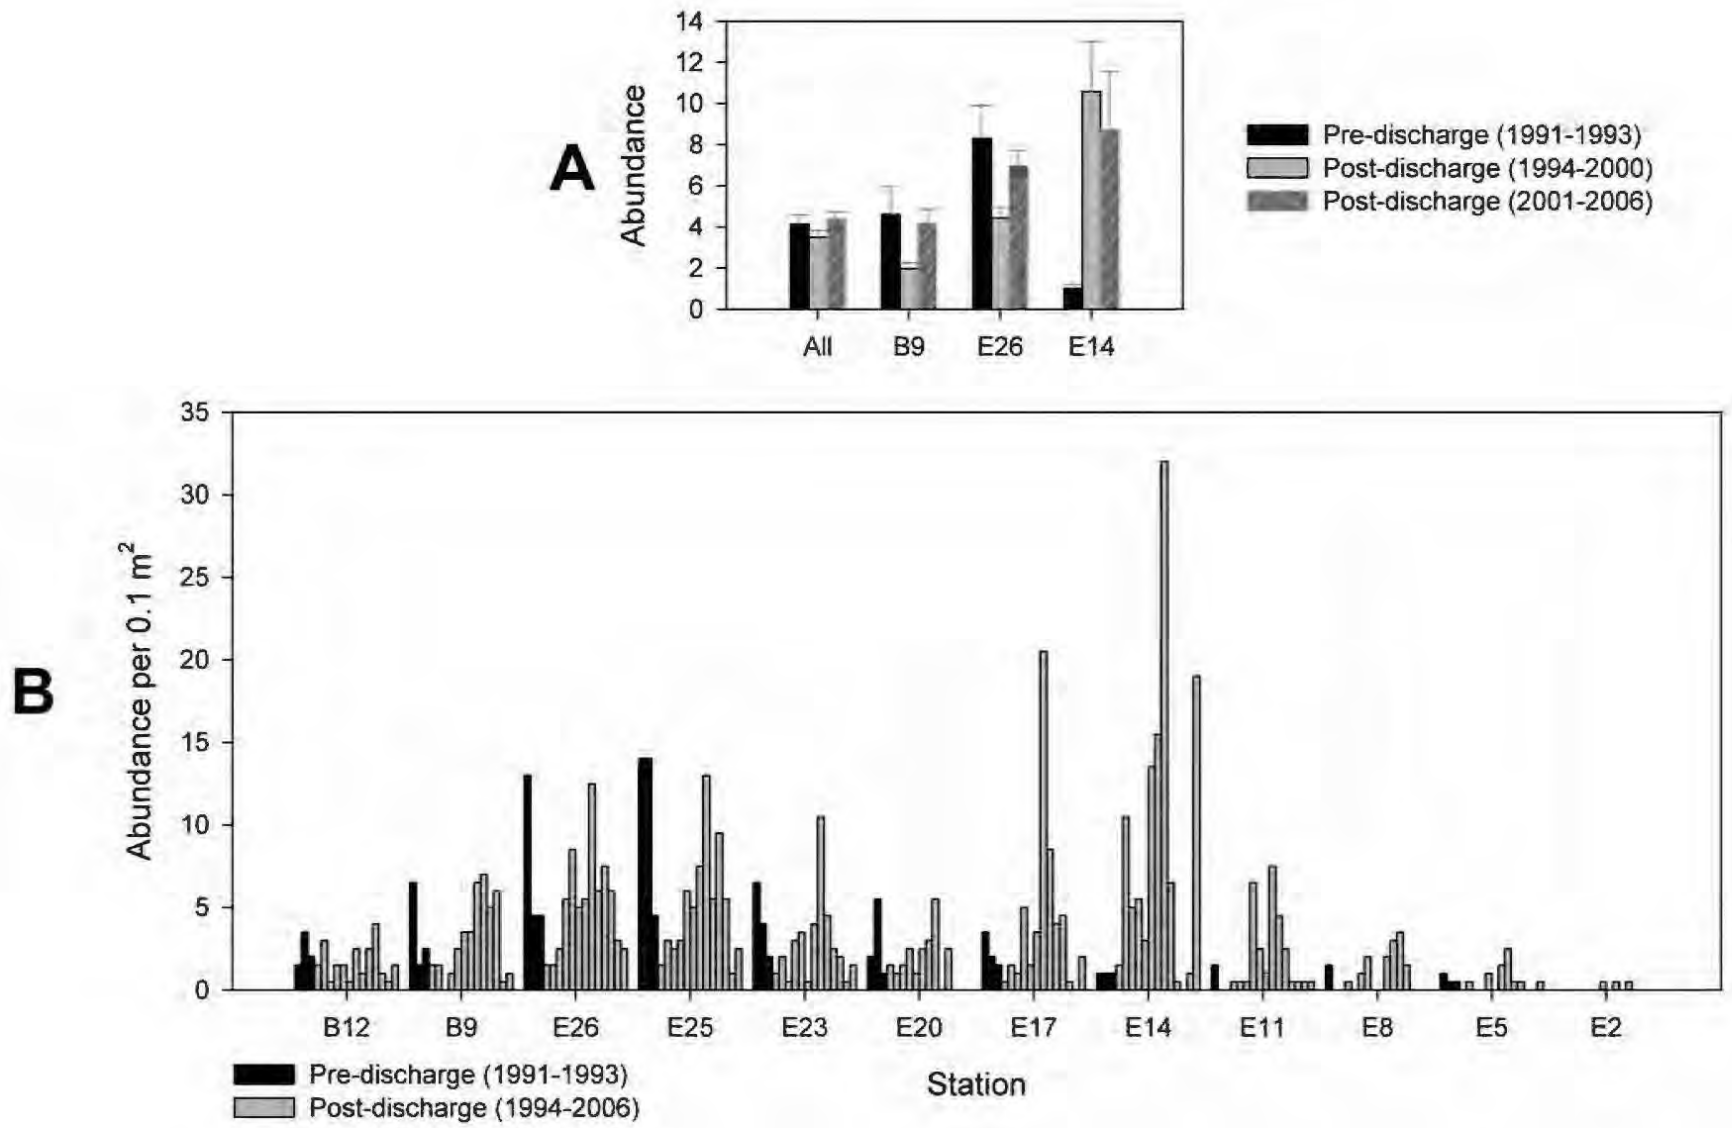 A
Abundance
14
12
10
8
6
4
2
0
All B9 E26 E14
Pre-discharge (1991-1993)
Post-discharge (1994-2000)
Post-discharge (2001-2006)
B
Abundance per 0.1 m²
35
30
25
20
15
10
5
0
B12 B9 E26 E25 E23 E20 E17 E14 E11 E8 E5 E2
Station
Pre-discharge (1991-1993)
Post-discharge (1994-2006)